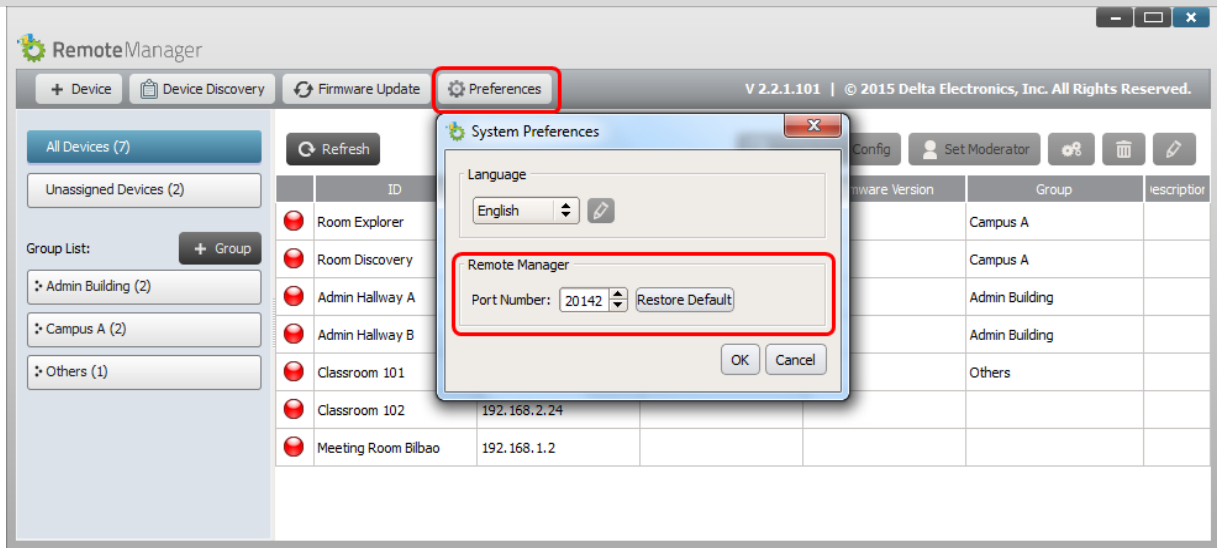 RemoteManager
+ Device Device Discovery Firmware Update Preferences V 2.2.1.101 | © 2015 Delta Electronics, Inc. All Rights Reserved.
System Preferences
All Devices (7)
Unassigned Devices (2)
Group List: + Group
Admin Building (2)
Campus A (2)
Others (1)
Refresh Config Set Moderator
ID Group
Room Explorer Campus A
Room Discovery Campus A
Admin Hallway A Admin Building
Admin Hallway B Admin Building
Classroom 101 Others
Classroom 102 192.168.2.24
Meeting Room Bilbao 192.168.1.2
Language
English
Remote Manager
Port Number: 20142 Restore Default
OK Cancel